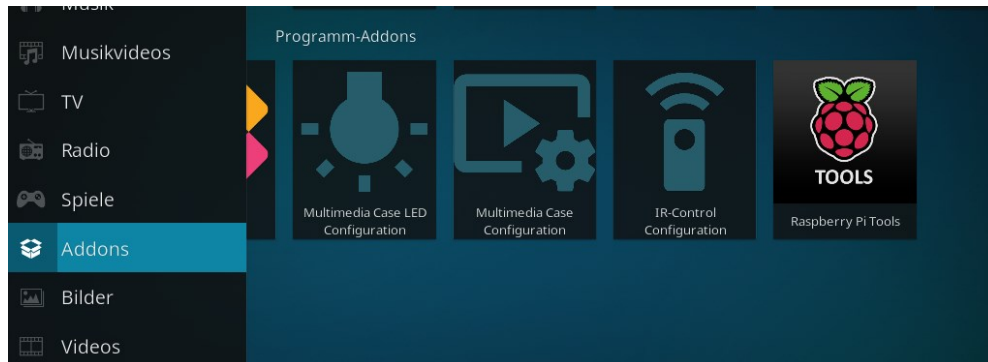 Musik
Musikvideos
TV
Radio
Spiele
Addons
Bilder
Videos
Programm-Addons
Multimedia Case LED
Configuration
Multimedia Case
Configuration
IR-Control
Configuration
TOOLS
Raspberry Pi Tools